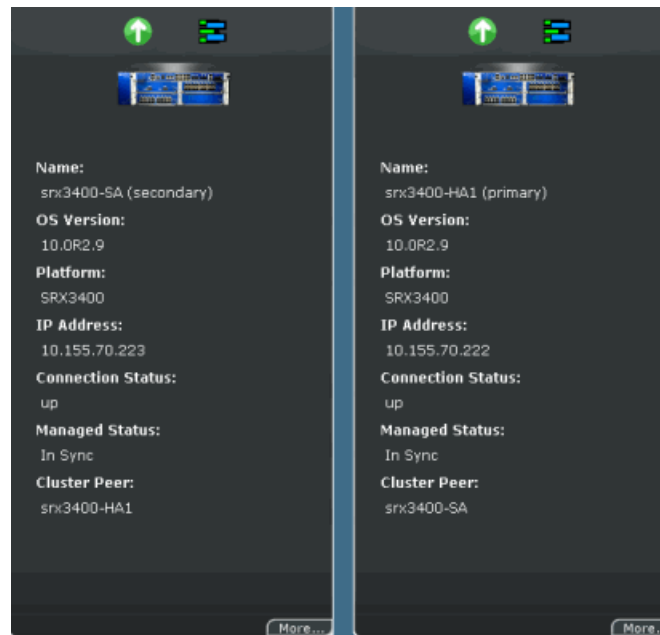 Name:
srx3400-SA (secondary)
OS Version:
10.0R2.9
Platform:
SRX3400
IP Address:
10.155.70.223
Connection Status:
up
Managed Status:
In Sync
Cluster Peer:
srx3400-HA1
More...
Name:
srx3400-HA1 (primary)
OS Version:
10.0R2.9
Platform:
SRX3400
IP Address:
10.155.70.222
Connection Status:
up
Managed Status:
In Sync
Cluster Peer:
srx3400-SA
More.